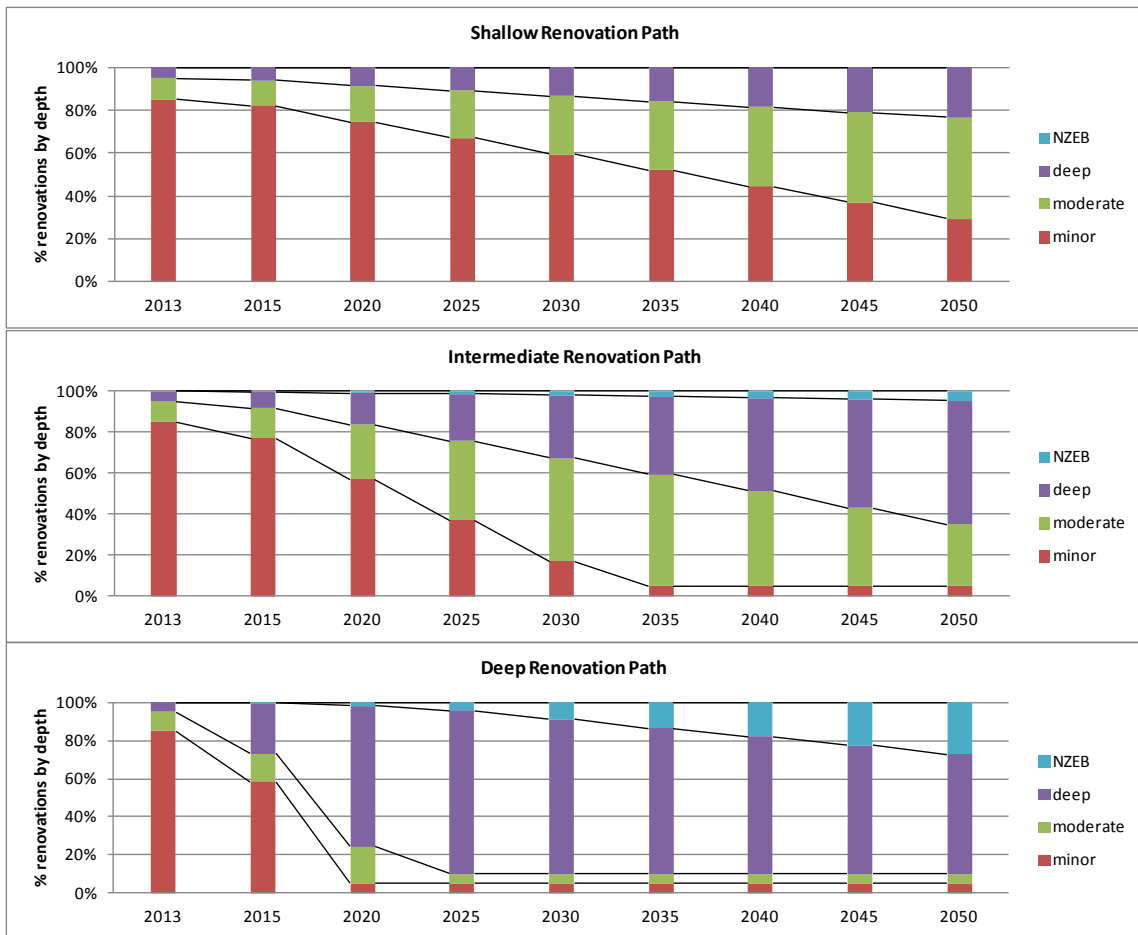 Shallow Renovation Path
% renovations by depth
100%
80%
60%
40%
20%
0%
2013 2015 2020 2025 2030 2035 2040 2045 2050
NZEB
deep
moderate
minor
Intermediate Renovation Path
% renovations by depth
100%
80%
60%
40%
20%
0%
2013 2015 2020 2025 2030 2035 2040 2045 2050
NZEB
deep
moderate
minor
Deep Renovation Path
% renovations by depth
100%
80%
60%
40%
20%
0%
2013 2015 2020 2025 2030 2035 2040 2045 2050
NZEB
deep
moderate
minor